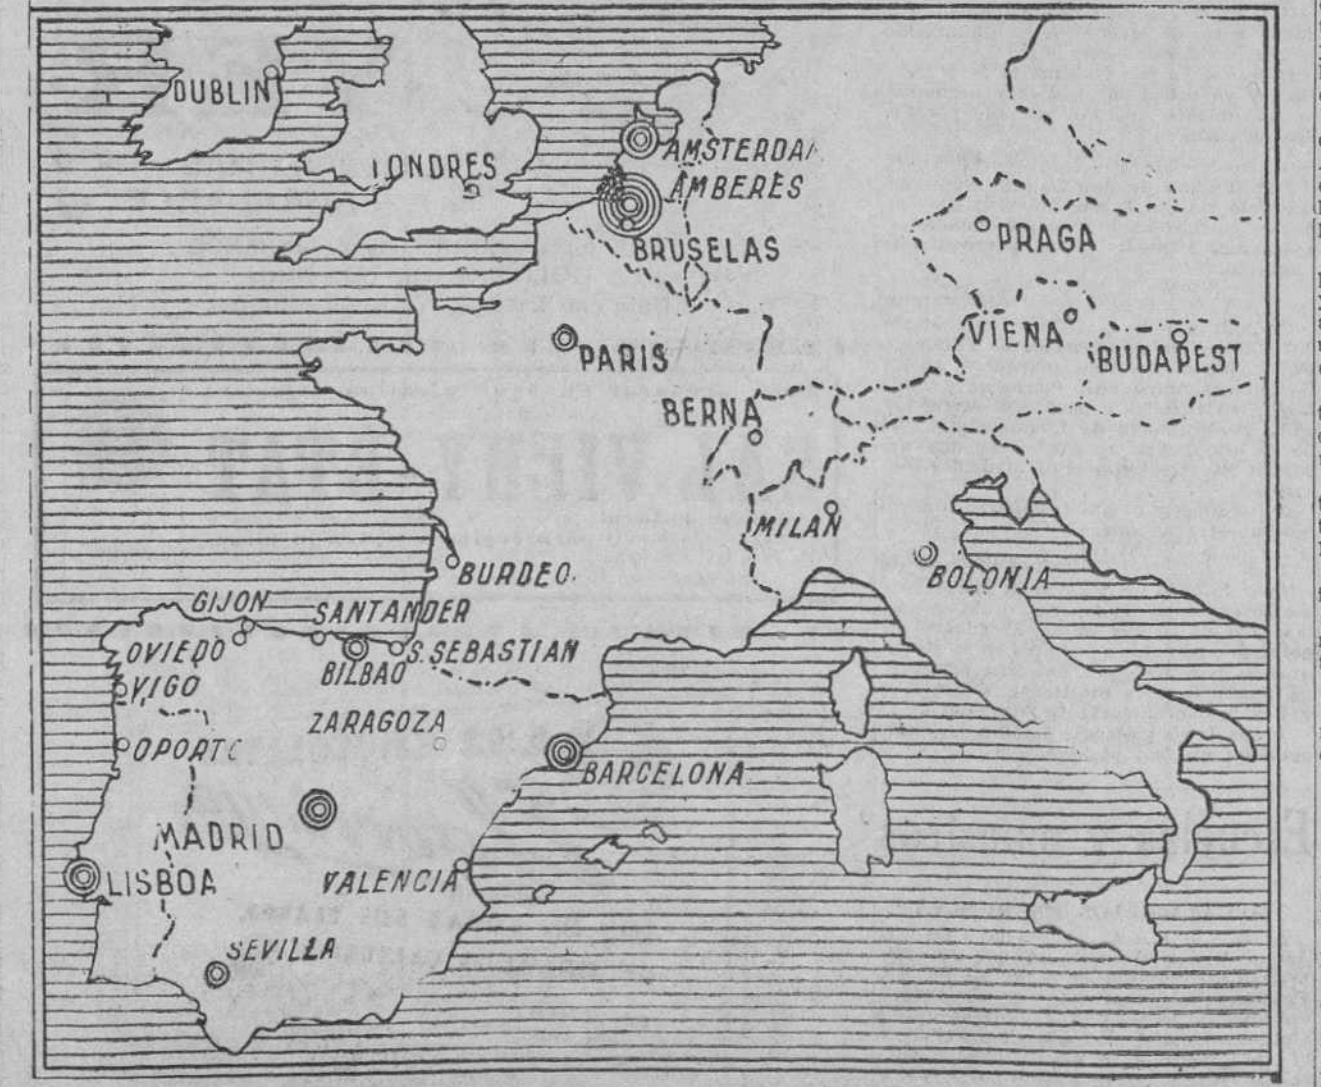 DUBLIN
LONDRES
AMSTERDA
AMBERES
BRUSELAS
PRAGA
VIENA
BUDAPEST
PARIS
BERNA
MILAN
BOLONIA
BURDEO
GIJON
SANTANDER
OVIEDO
BILBAO
S.SEBASTIAN
VIGO
ZARAGOZA
OPORTO
BARCELONA
MADRID
LISBOA
VALENCIA
SEVILLA